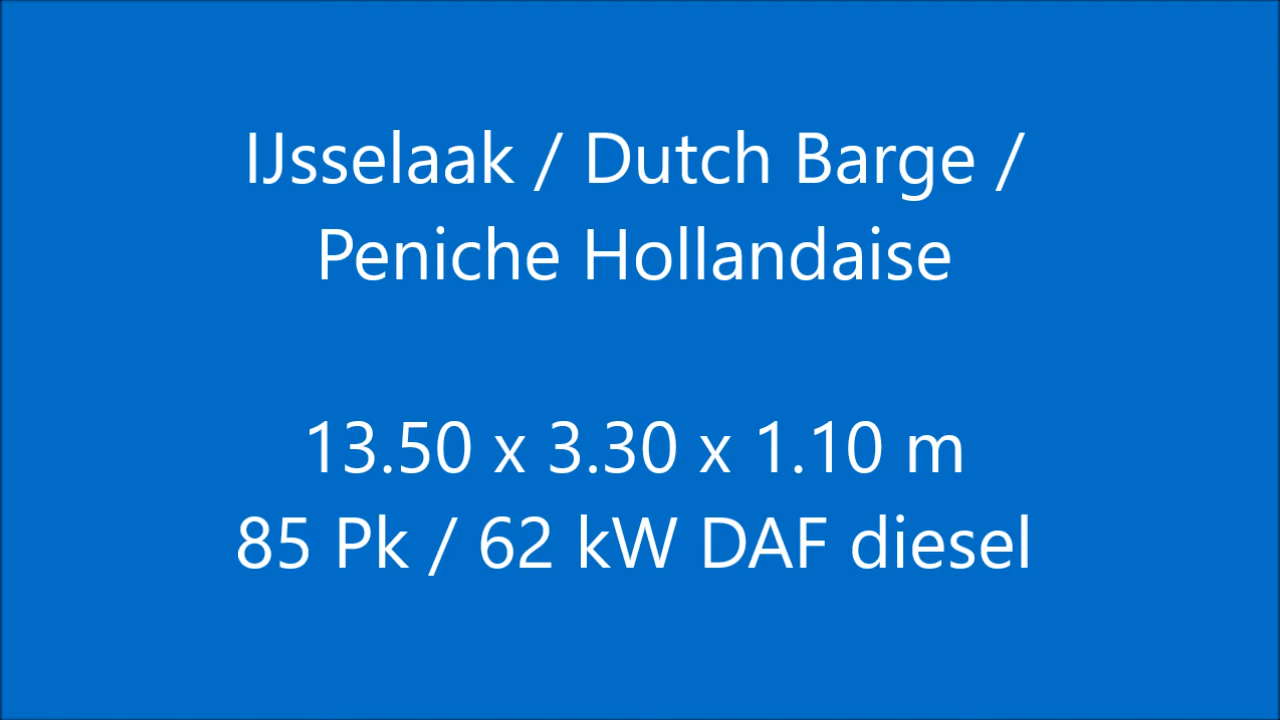 IJsselaak / Dutch Barge /
Peniche Hollandaise
13.50 x 3.30 x 1.10 m
85 Pk / 62 kW DAF diesel